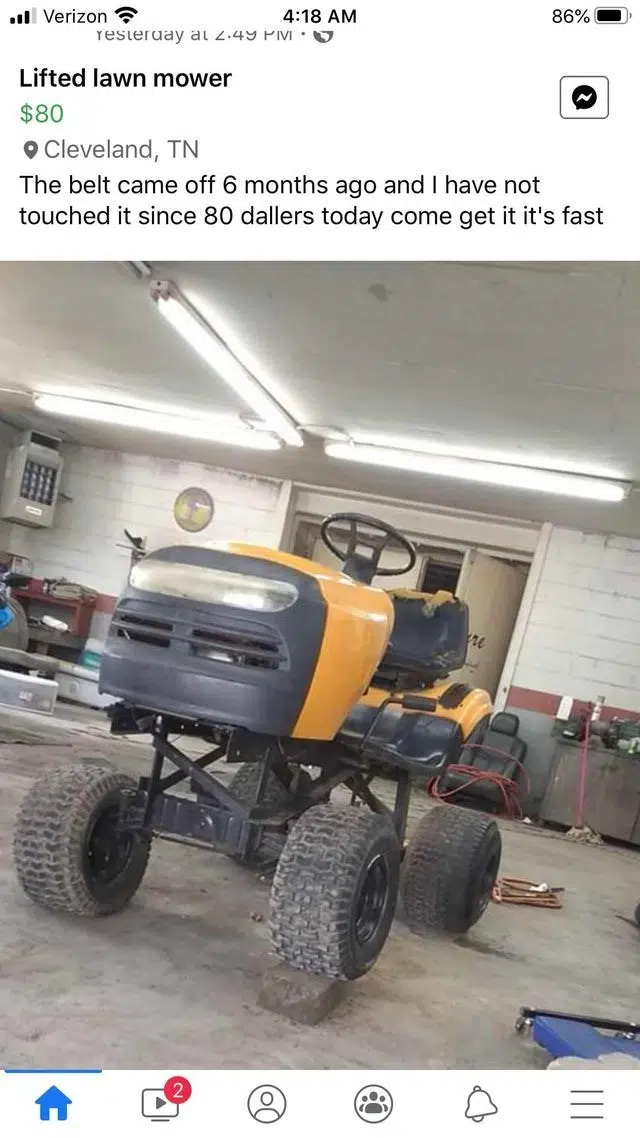 Verizon 4:18 AM 86%
Yesterday at 2:49 PM ·
Lifted lawn mower
$80
Cleveland, TN
The belt came off 6 months ago and I have not
touched it since 80 dallers today come get it it's fast
2